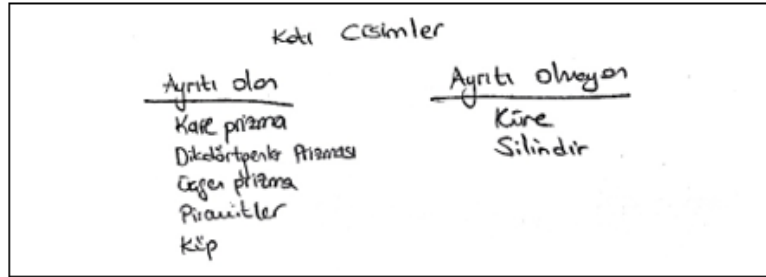 Katı Cisimler
Ayrıtı olan
Kare prizma
Dikdörtgenler Prizması
Üçgen prizma
Piramitler
Küp
Ayrıtı olmayan
Küre
Silindir